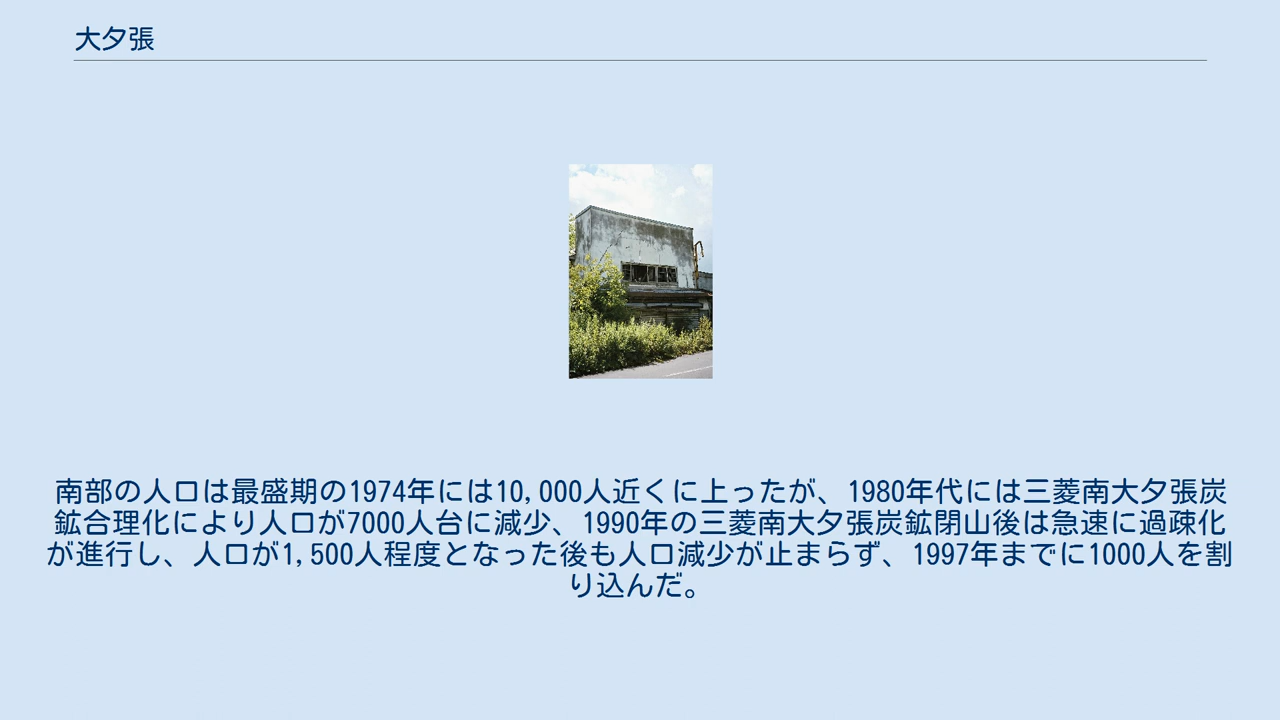 大夕張
南部の人口は最盛期の1974年には10,000人近くに上ったが、1980年代には三菱南大夕張炭
鉱合理化により人口が7000人台に減少、1990年の三菱南大夕張炭鉱閉山後は急速に過疎化
が進行し、人口が1,500人程度となった後も人口減少が止まらず、1997年までに1000人を割
り込んだ。